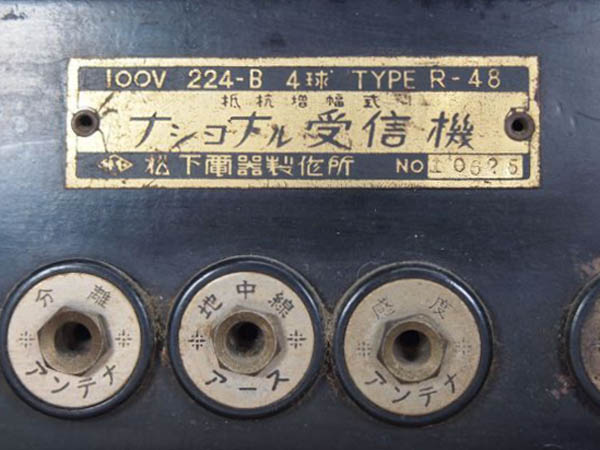 100V 224-B 4球 TYPE R-48
抵抗増幅式
ナショナル受信機
松下電器製作所 NO 10625
分離
アンテナ
地中線
アース
感度
アンテナ